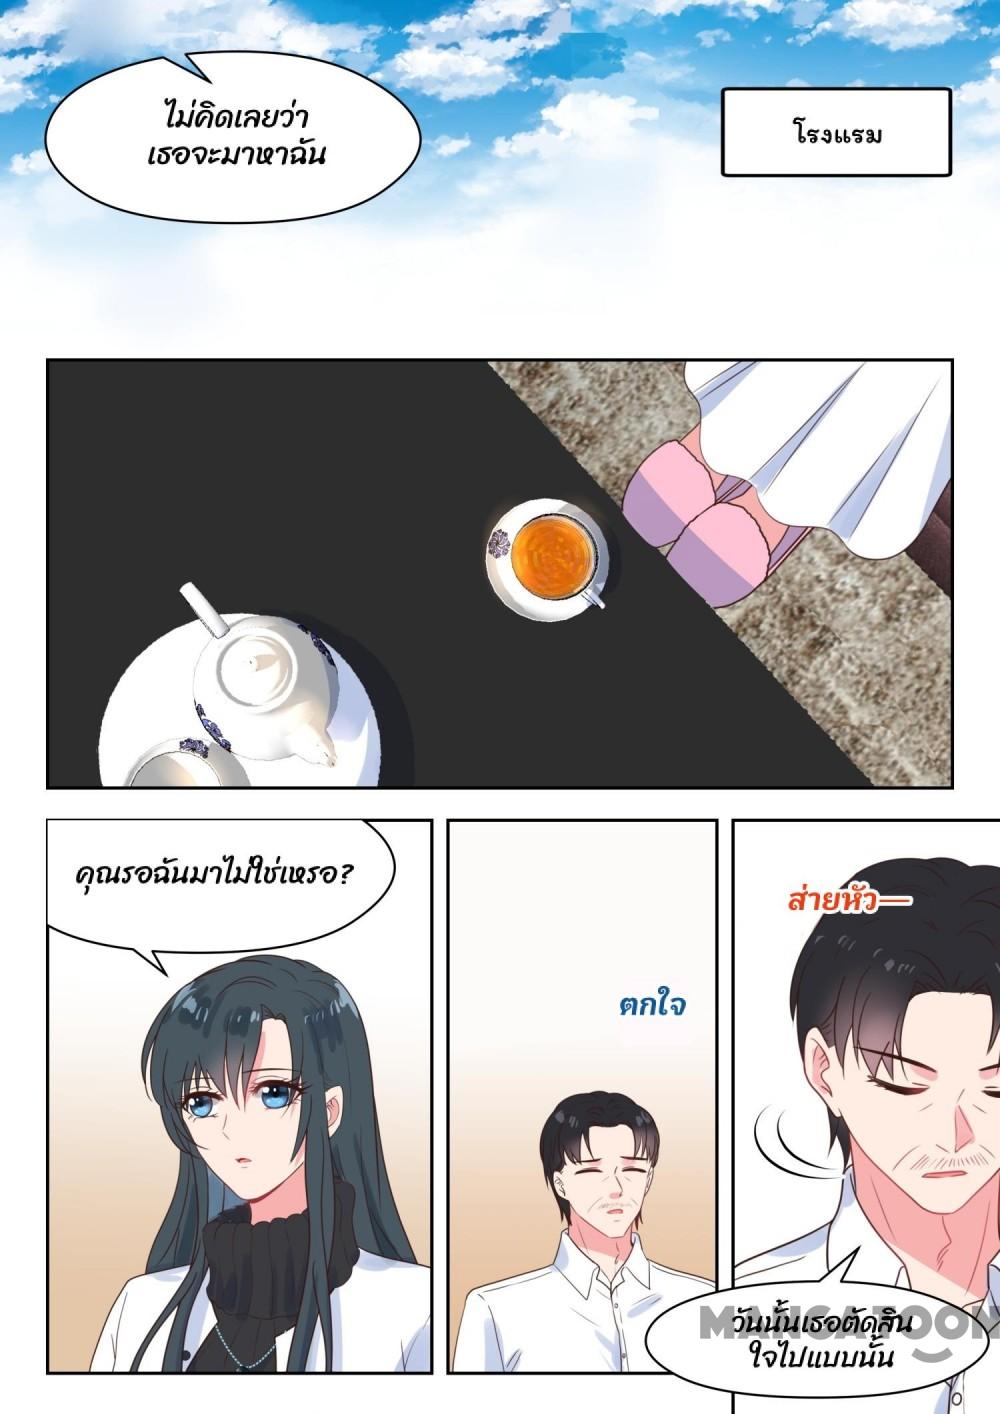 ไม่คิดเลยว่า
เธอจะมาหาฉัน
โรงแรม
คุณรอฉันมาไม่ใช่เหรอ?
ตกใจ
ส่ายหัว—
วันนั้นเธอตัดสิน
ใจไปแบบนั้น
MANGATOON